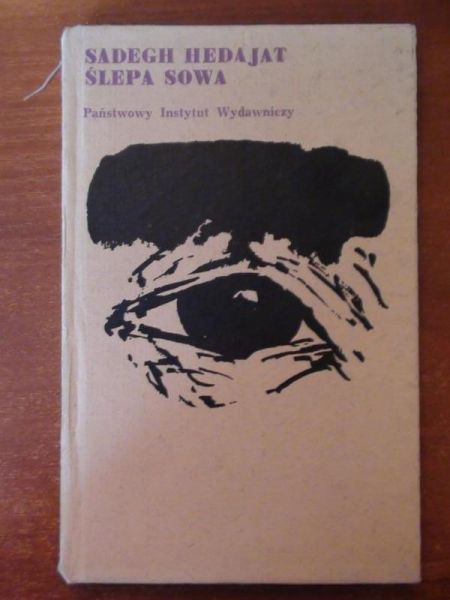 SADEGH HEDAJAT
ŚLEPA SOWA
Państwowy Instytut Wydawniczy